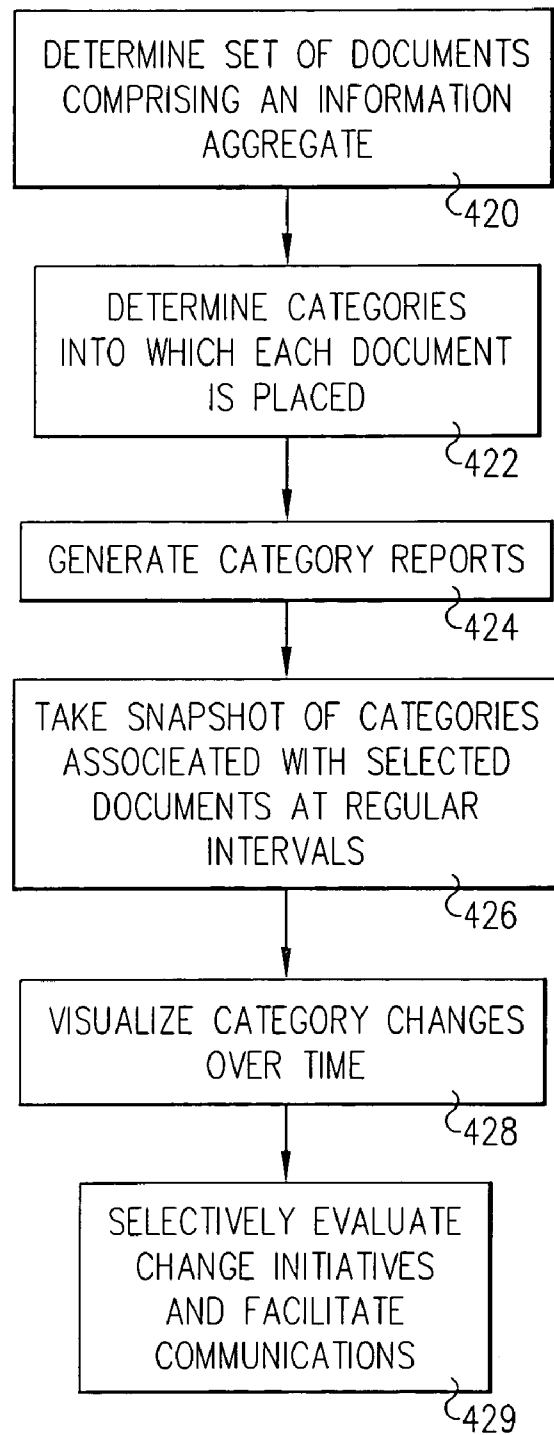 DETERMINE SET OF DOCUMENTS
COMPRISING AN INFORMATION
AGGREGATE
420
DETERMINE CATEGORIES
INTO WHICH EACH DOCUMENT
IS PLACED
422
GENERATE CATEGORY REPORTS
424
TAKE SNAPSHOT OF CATEGORIES
ASSOCIEATED WITH SELECTED
DOCUMENTS AT REGULAR
INTERVALS
426
VISUALIZE CATEGORY CHANGES
OVER TIME
428
SELECTIVELY EVALUATE
CHANGE INITIATIVES
AND FACILITATE
COMMUNICATIONS
429